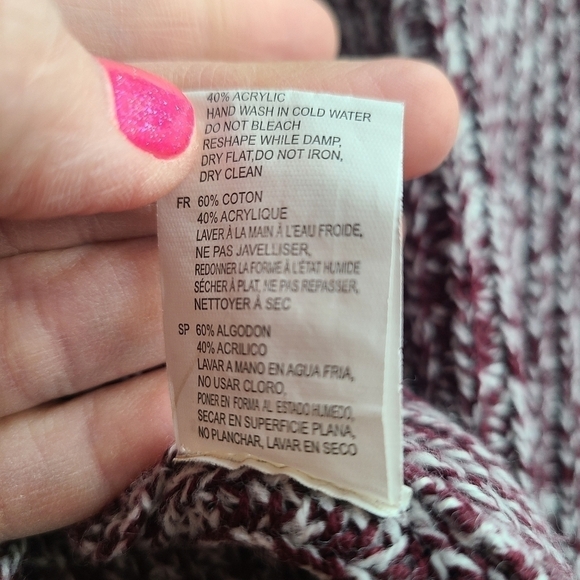 40% ACRYLIC
HAND WASH IN COLD WATER
DO NOT BLEACH
RESHAPE WHILE DAMP,
DRY FLAT,DO NOT IRON,
DRY CLEAN
FR 60% COTON
40% ACRYLIQUE
LAVER À LA MAIN À L'EAU FROIDE,
NE PAS JAVELLISER,
REDONNER LA FORME À L'ÉTAT HUMIDE
SÉCHER À PLAT, NE PAS REPASSER,
NETTOYER À SEC
SP 60% ALGODON
40% ACRILICO
LAVAR A MANO EN AGUA FRIA,
NO USAR CLORO,
PONER EN FORMA AL ESTADO HUMEDO,
SECAR EN SUPERFICIE PLANA,
NO PLANCHAR, LAVAR EN SECO